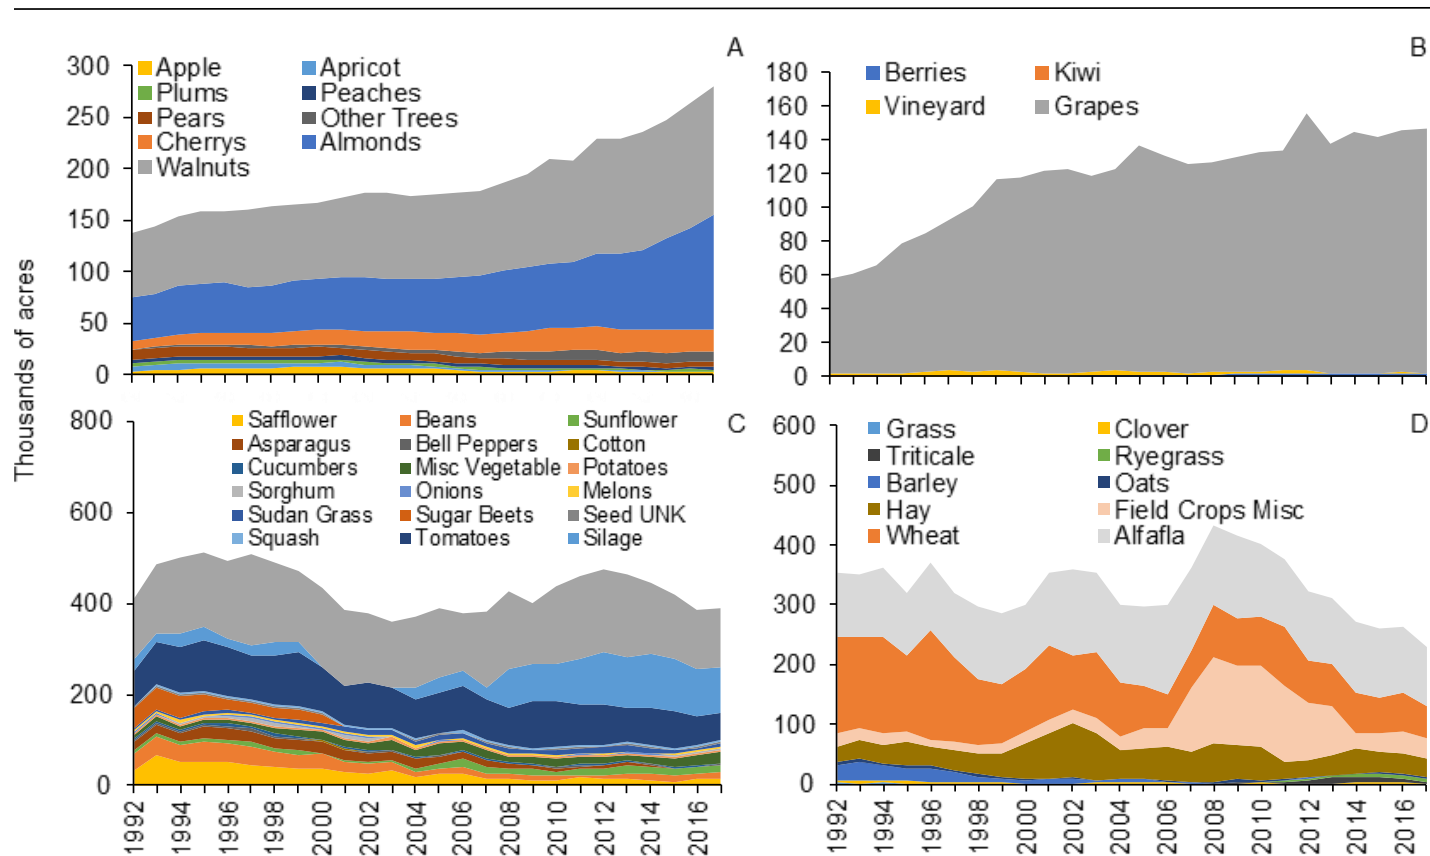 Thousands of acres
A
300
250
200
150
100
50
0
Apple Apricot
Plums Peaches
Pears Other Trees
Cherrys Almonds
Walnuts
B
180
160
140
120
100
80
60
40
20
0
Berries Kiwi
Vineyard Grapes
C
800
600
400
200
0
Safflower Beans Sunflower
Asparagus Bell Peppers Cotton
Cucumbers Misc Vegetable Potatoes
Sorghum Onions Melons
Sudan Grass Sugar Beets Seed UNK
Squash Tomatoes Silage
1992 1994 1996 1998 2000 2002 2004 2006 2008 2010 2012 2014 2016
D
600
500
400
300
200
100
0
Grass Clover
Triticale Ryegrass
Barley Oats
Hay Field Crops Misc
Wheat Alfafla
1992 1994 1996 1998 2000 2002 2004 2006 2008 2010 2012 2014 2016